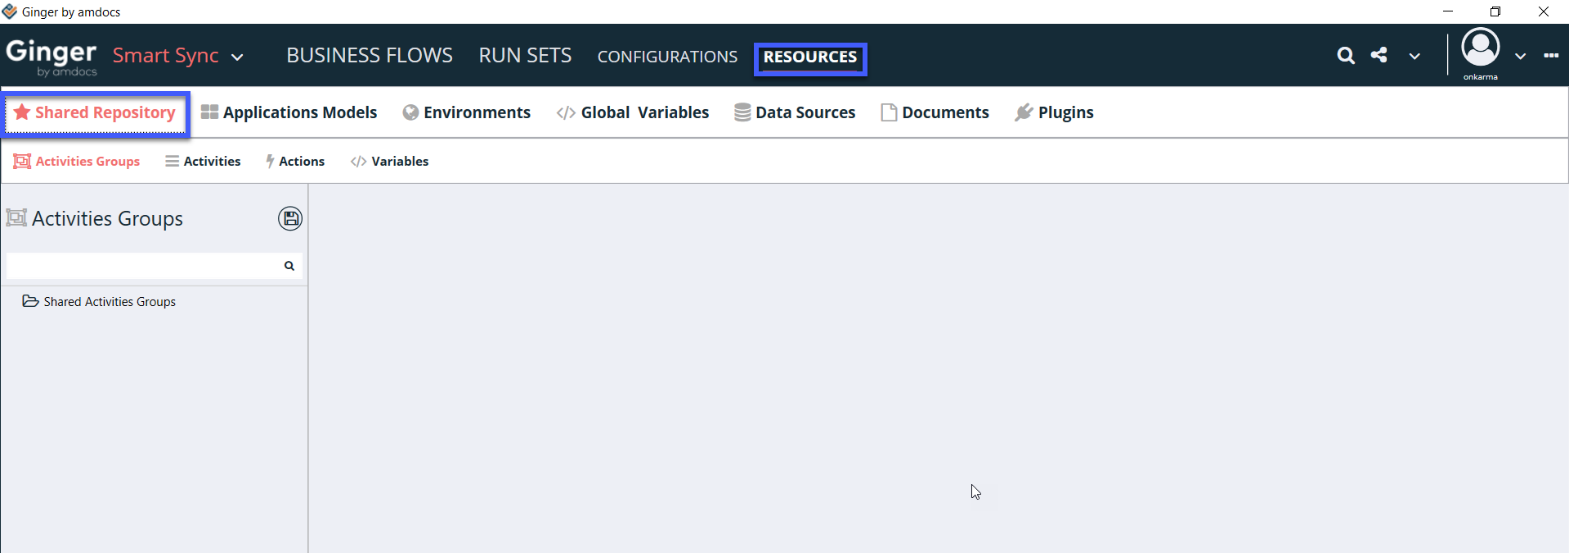 Ginger by amdocs
Ginger by amdocs Smart Sync BUSINESS FLOWS RUN SETS CONFIGURATIONS RESOURCES onkarma
Shared Repository Applications Models Environments </> Global Variables Data Sources Documents Plugins
Activities Groups Activities Actions </> Variables
Activities Groups
Shared Activities Groups